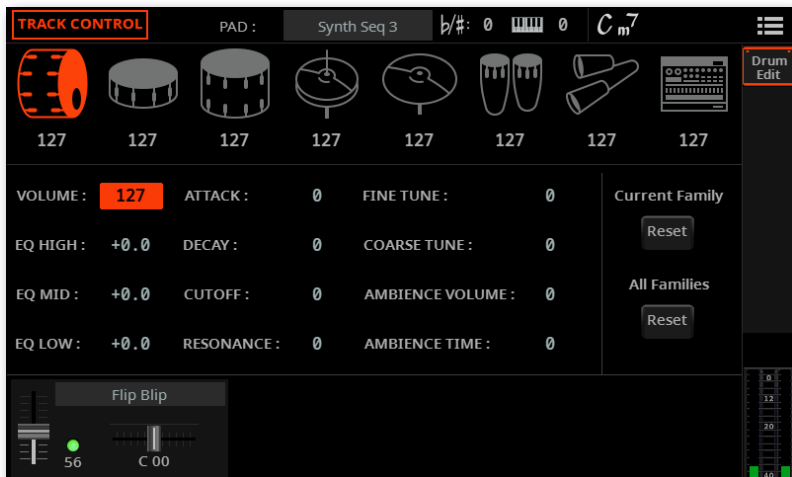 TRACK CONTROL PAD : Synth Seq 3 ♭/#: 0 0 C m7
Drum
Edit
127 127 127 127 127 127 127 127
VOLUME : 127 ATTACK : 0 FINE TUNE : 0 Current Family
Reset
EQ HIGH : +0.0 DECAY : 0 COARSE TUNE : 0
EQ MID : +0.0 CUTOFF : 0 AMBIENCE VOLUME : 0 All Families
Reset
EQ LOW : +0.0 RESONANCE : 0 AMBIENCE TIME : 0
Flip Blip
56 C 00
0
12
20
40